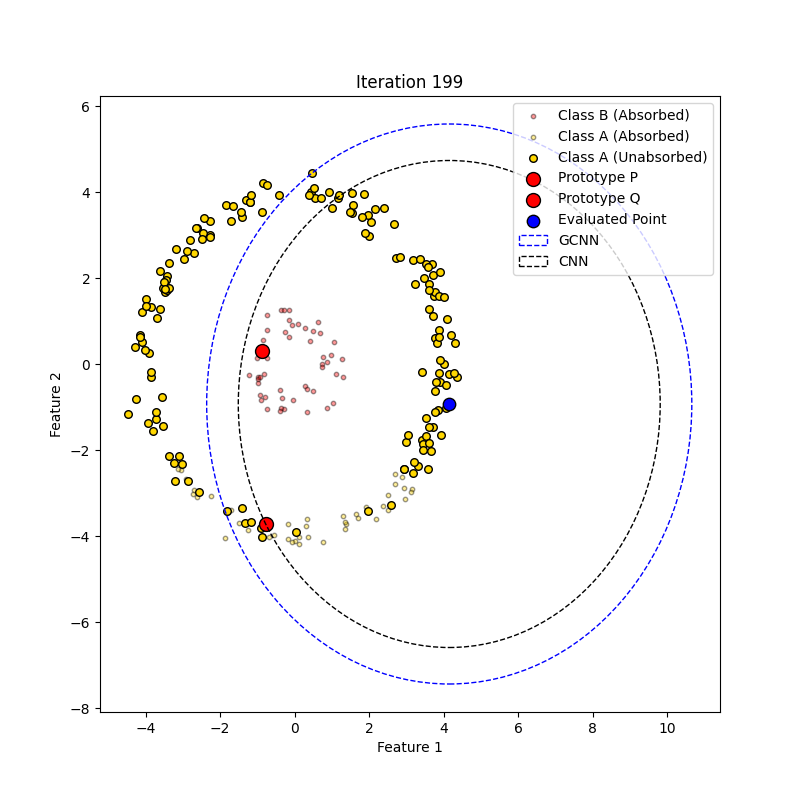 Iteration 199
Class B (Absorbed)
Class A (Absorbed)
Class A (Unabsorbed)
Prototype P
Prototype Q
Evaluated Point
GCNN
CNN
6
4
2
0
−2
−4
−6
−8
Feature 2
−4 −2 0 2 4 6 8 10
Feature 1